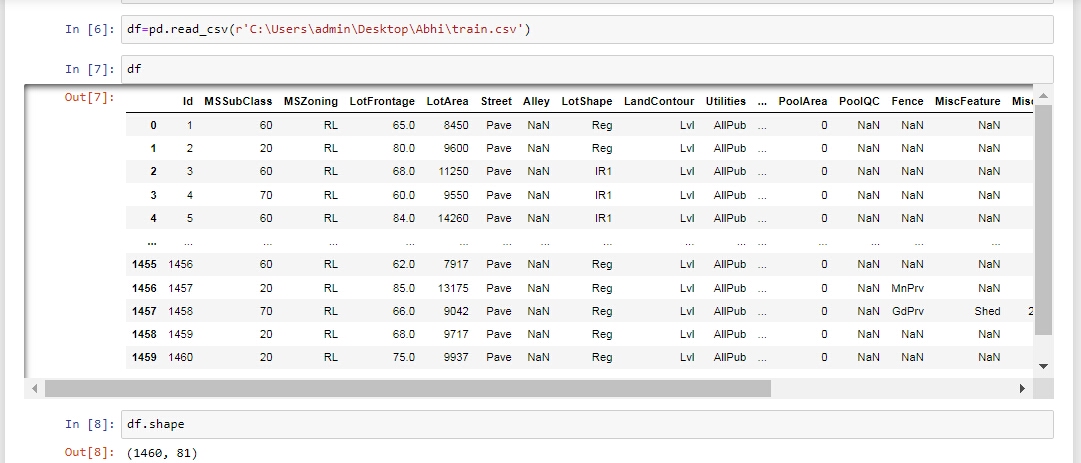 In [6]: df=pd.read_csv(r'C:\Users\admin\Desktop\Abhi\train.csv')
In [7]: df
Out[7]:
Id MSSubClass MSZoning LotFrontage LotArea Street Alley LotShape LandContour Utilities ... PoolArea PoolQC Fence MiscFeature Misc
0 1 60 RL 65.0 8450 Pave NaN Reg Lvl AllPub ... 0 NaN NaN NaN
1 2 20 RL 80.0 9600 Pave NaN Reg Lvl AllPub ... 0 NaN NaN NaN
2 3 60 RL 68.0 11250 Pave NaN IR1 Lvl AllPub ... 0 NaN NaN NaN
3 4 70 RL 60.0 9550 Pave NaN IR1 Lvl AllPub ... 0 NaN NaN NaN
4 5 60 RL 84.0 14260 Pave NaN IR1 Lvl AllPub ... 0 NaN NaN NaN
... ... ... ... ... ... ... ... ... ... ... ... ... ... ... ...
1455 1456 60 RL 62.0 7917 Pave NaN Reg Lvl AllPub ... 0 NaN NaN NaN
1456 1457 20 RL 85.0 13175 Pave NaN Reg Lvl AllPub ... 0 NaN MnPrv NaN
1457 1458 70 RL 66.0 9042 Pave NaN Reg Lvl AllPub ... 0 NaN GdPrv Shed 2
1458 1459 20 RL 68.0 9717 Pave NaN Reg Lvl AllPub ... 0 NaN NaN NaN
1459 1460 20 RL 75.0 9937 Pave NaN Reg Lvl AllPub ... 0 NaN NaN NaN
In [8]: df.shape
Out[8]: (1460, 81)